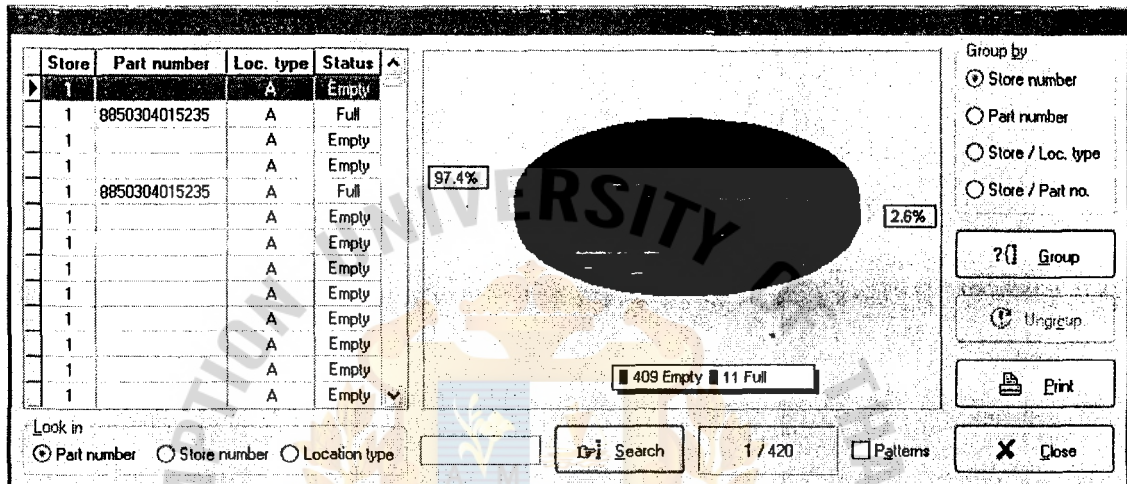 Store Part number Loc. type Status
1 A Empty
1 8850304015235 A Full
1 A Empty
1 A Empty
1 8850304015235 A Full
1 A Empty
1 A Empty
1 A Empty
1 A Empty
1 A Empty
1 A Empty
1 A Empty
1 A Empty
97.4%
2.6%
409 Empty 11 Full
Group by
Store number
Part number
Store / Loc. type
Store / Part no.
?{] Group
Ungroup
Print
Look in
Part number Store number Location type
Search
1 / 420
Patterns
X Close
UNIVERSITY